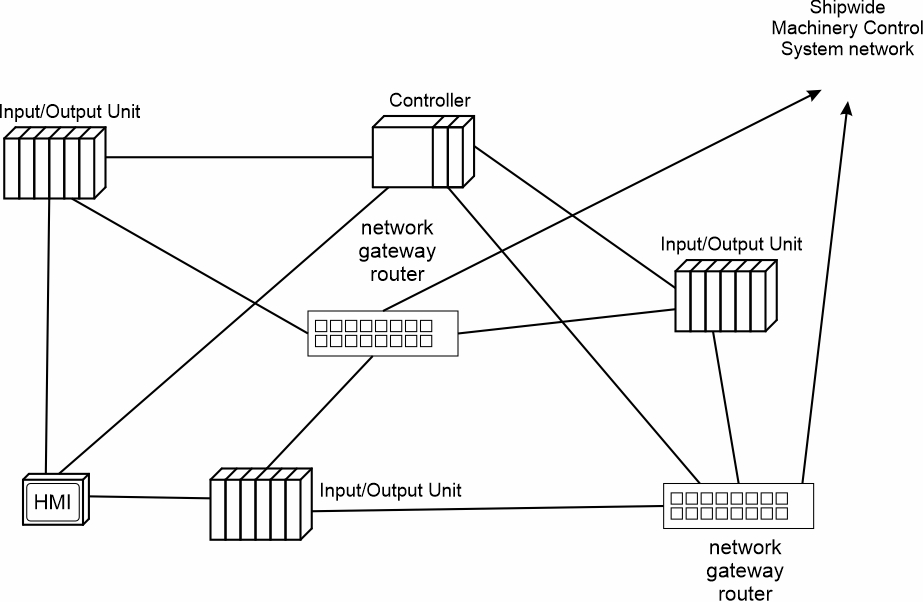 Shipwide
Machinery Control
System network
Input/Output Unit
Controller
network
gateway
router
Input/Output Unit
HMI
Input/Output Unit
network
gateway
router